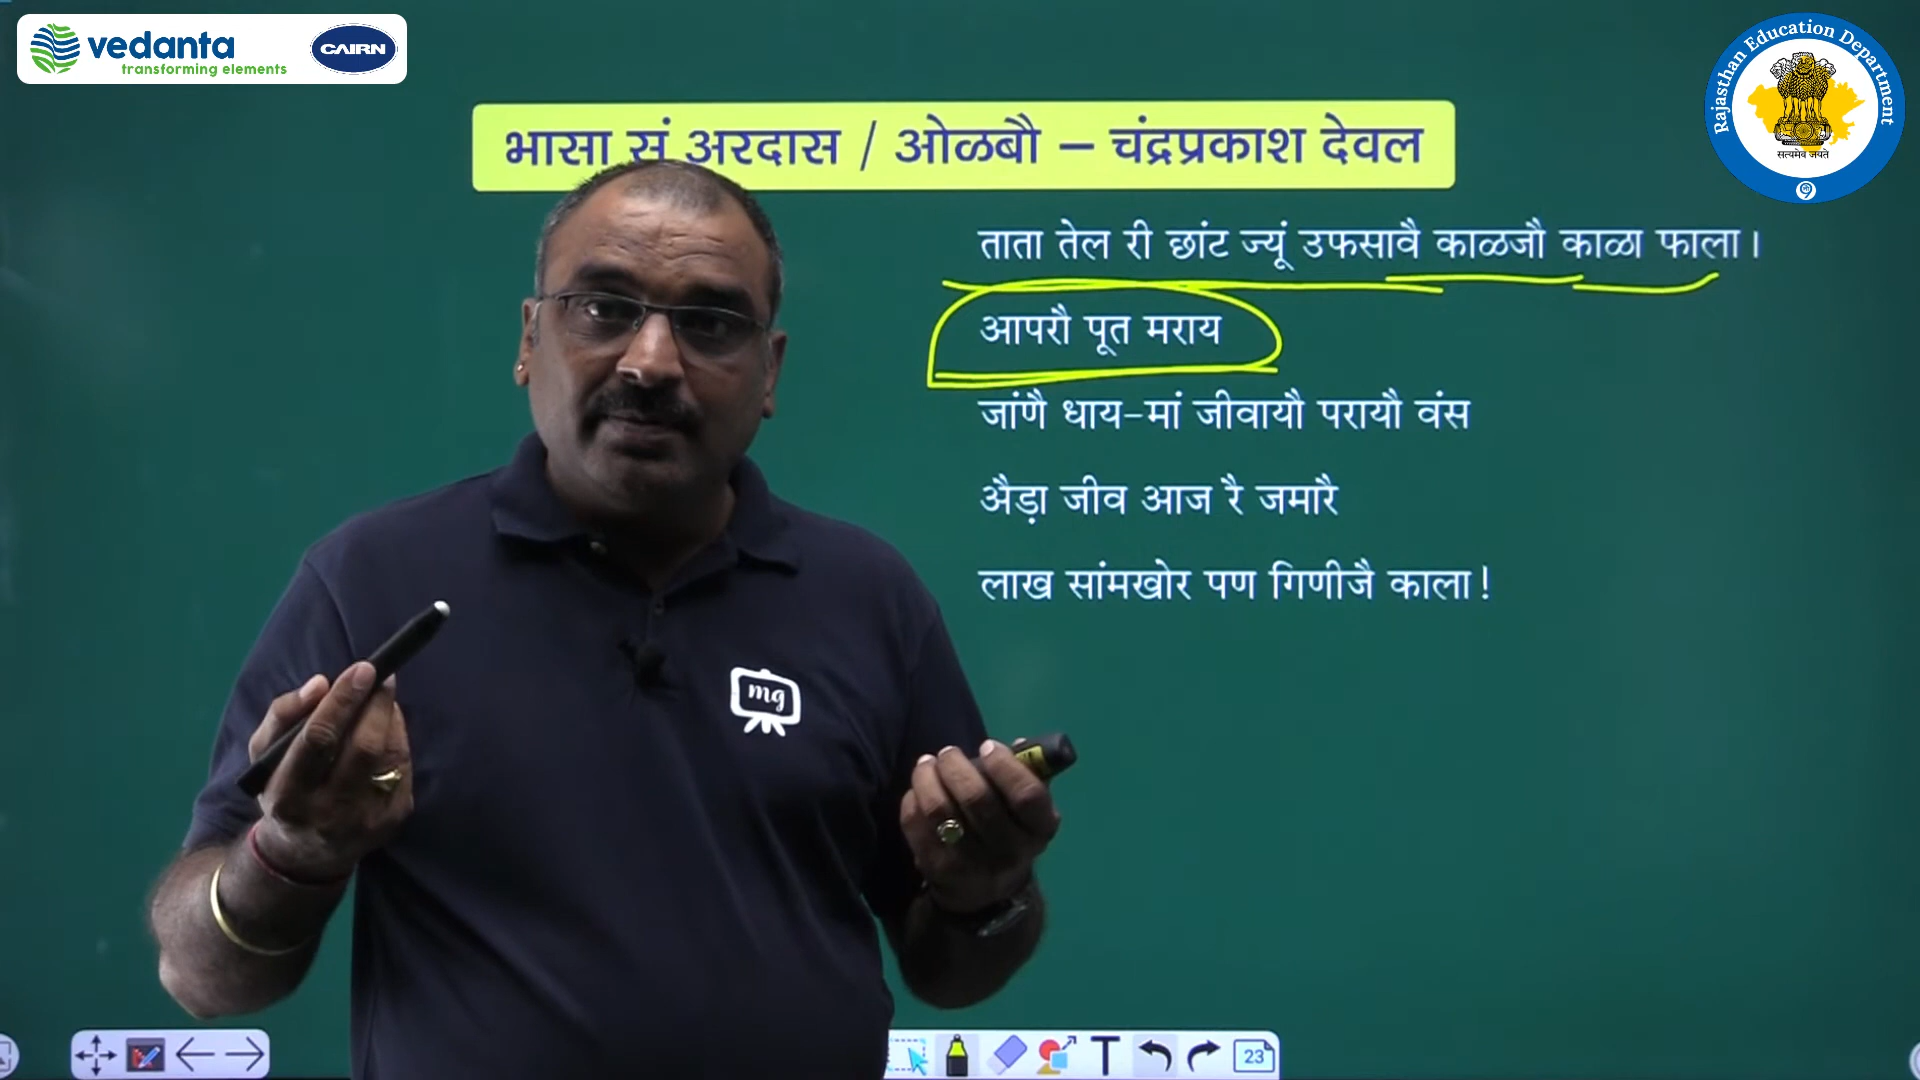 vedanta
transforming elements
CAIRN
Rajasthan Education Department
सत्यमेव जयते
भासा सूं अरदास / ओळबौ – चंद्रप्रकाश देवल
ताता तेल री छांट ज्यूं उफसावै काळजौ काळा फाला।
आपरौ पूत मराय
जांणै धाय-मां जीवायौ परायौ वंस
अैड़ा जीव आज रै जमारै
लाख सांमखोर पण गिणीजै काला!
mg
T
23